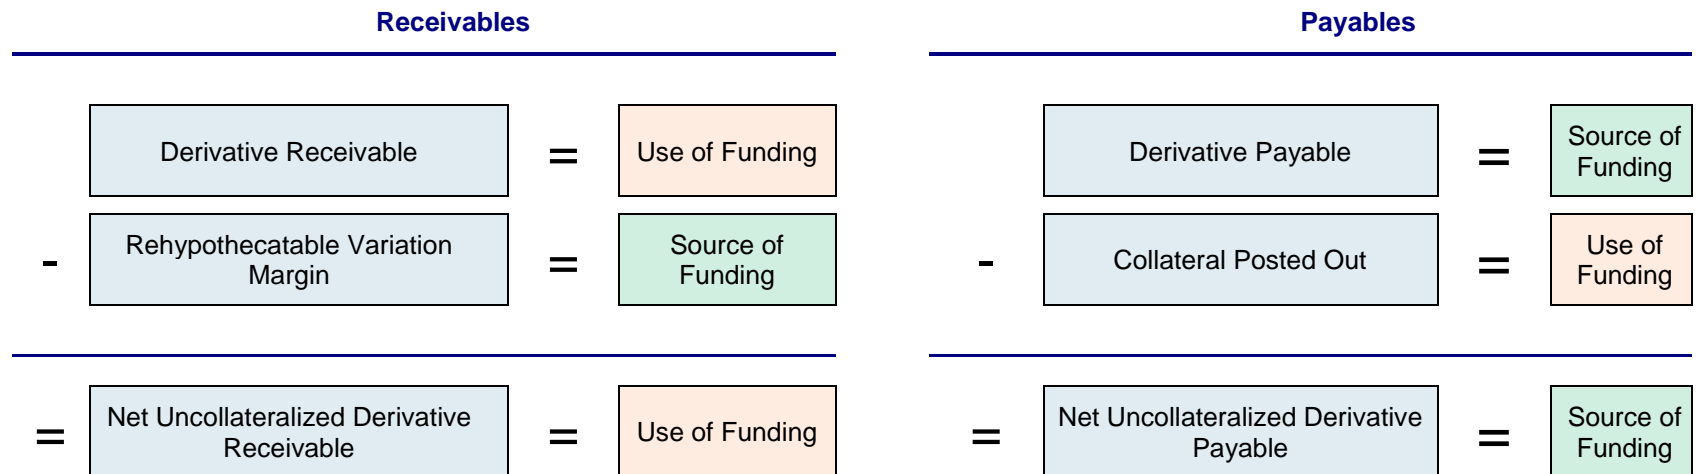 Receivables
Payables
Derivative Receivable
=
Use of Funding
Derivative Payable
=
Source of
Funding
-
Rehypothecatable Variation
Margin
=
Source of
Funding
-
Collateral Posted Out
=
Use of
Funding
=
Net Uncollateralized Derivative
Receivable
=
Use of Funding
=
Net Uncollateralized Derivative
Payable
=
Source of
Funding